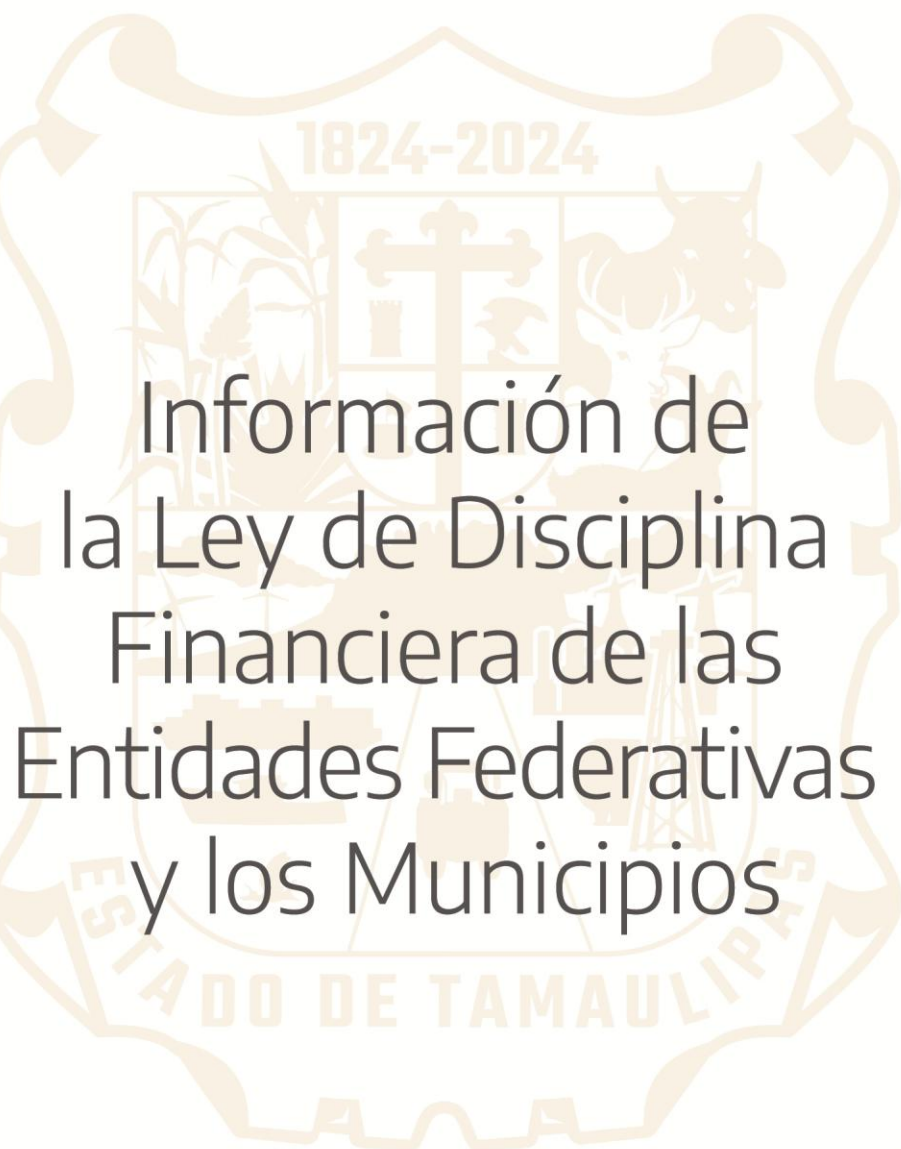 1824-2024
Información de
la Ley de Disciplina
Financiera de las
Entidades Federativas
y los Municipios
ESTADO DE TAMAULIPAS